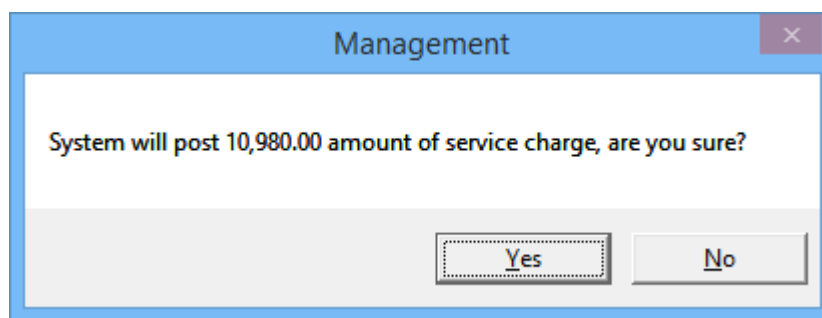 Management
System will post 10,980.00 amount of service charge, are you sure?
Yes
No